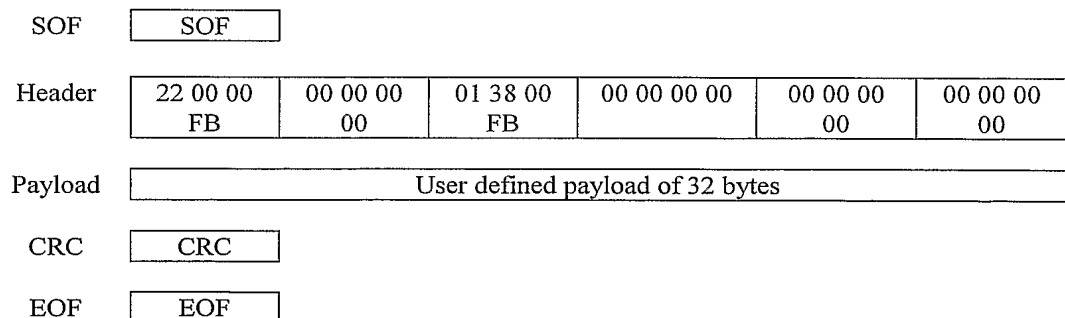 SOF SOF
Header 22 00 00 00 00 00 01 38 00 00 00 00 00 00 00 00 00 00 00
FB 00 FB 00 00
Payload User defined payload of 32 bytes
CRC CRC
EOF EOF